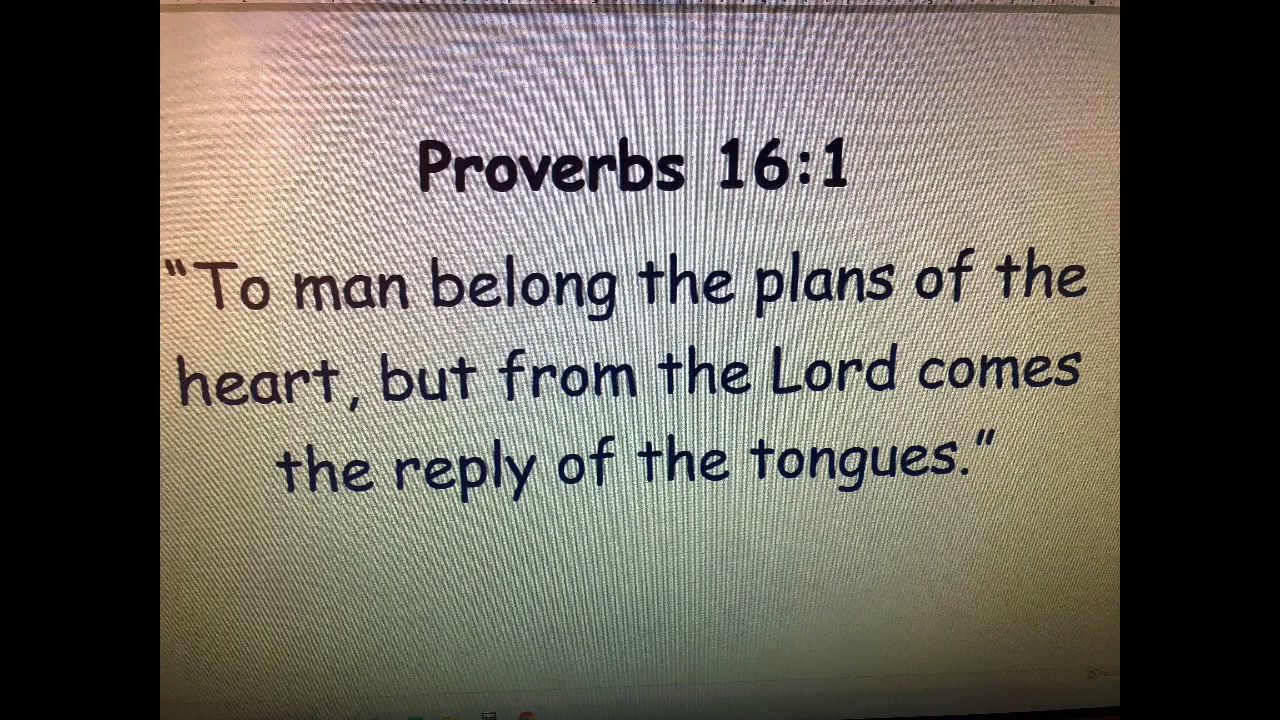 Proverbs 16:1
"To man belong the plans of the
heart, but from the Lord comes
the reply of the tongues."